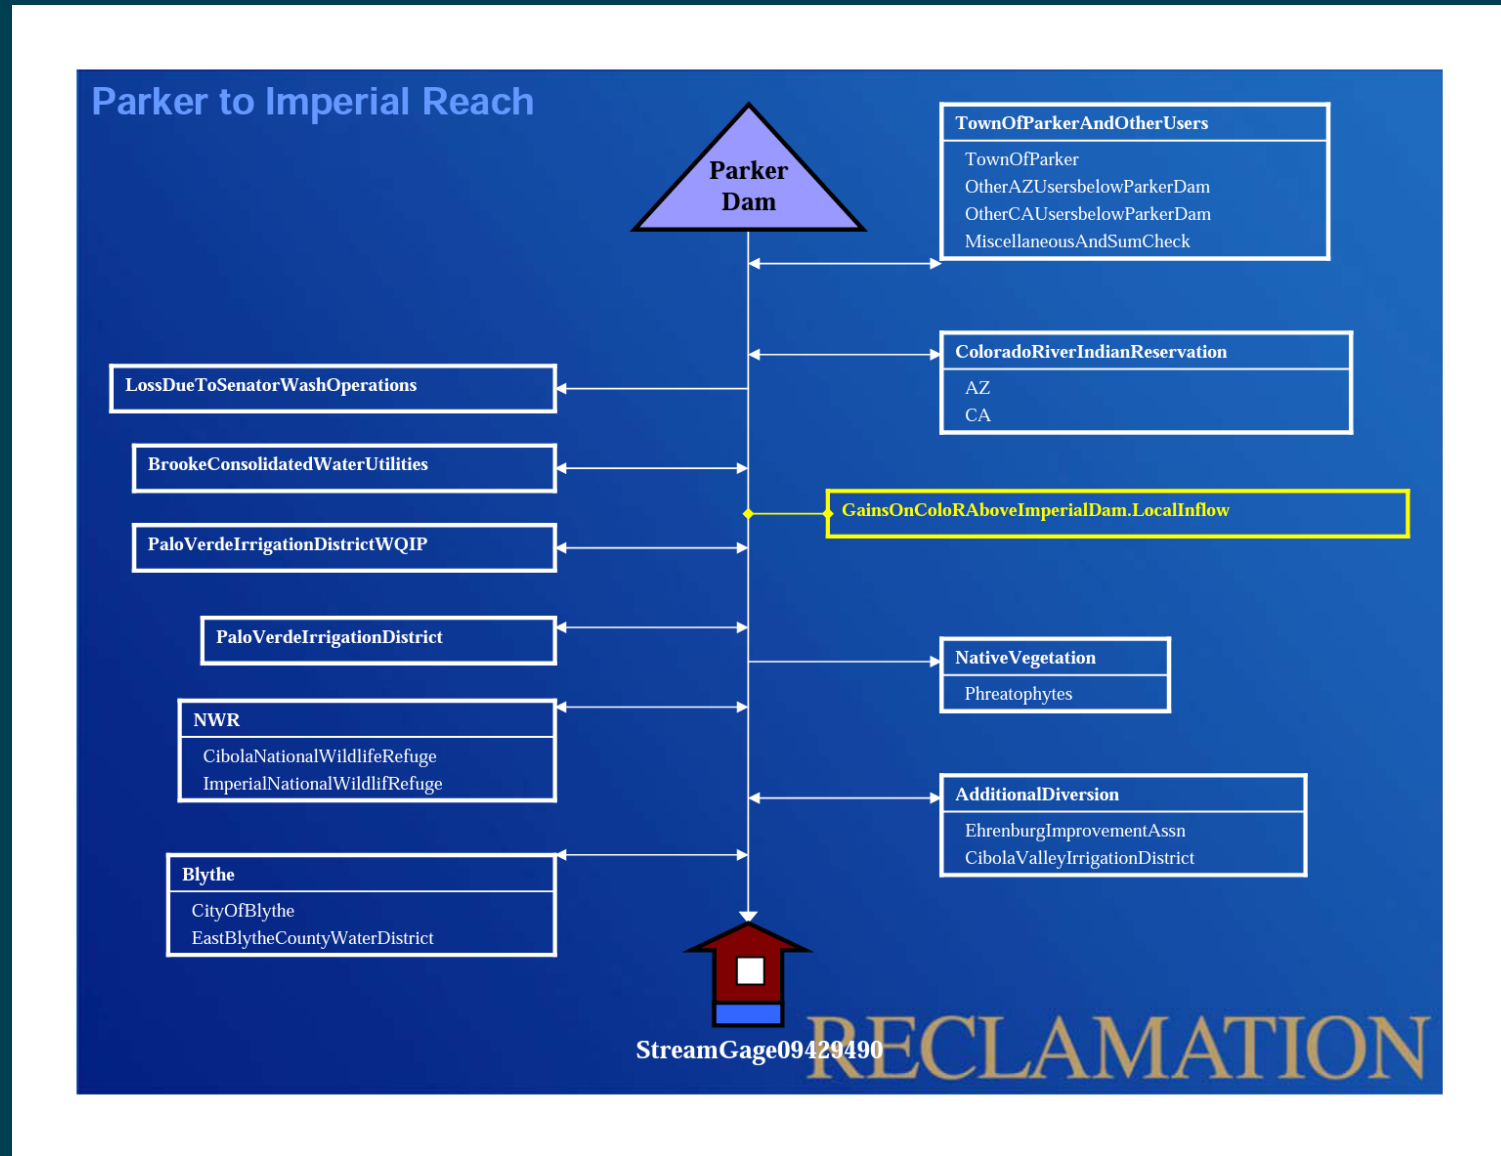 Parker to Imperial Reach
Parker
Dam
TownOfParkerAndOtherUsers
TownOfParker
OtherAZUsersbelowParkerDam
OtherCAUsersbelowParkerDam
MiscellaneousAndSumCheck
ColoradoRiverIndianReservation
AZ
CA
LossDueToSenatorWashOperations
BrookeConsolidatedWaterUtilities
GainsOnColoRAboveImperialDam.LocalInflow
PaloVerdeIrrigationDistrictWQIP
PaloVerdeIrrigationDistrict
NativeVegetation
Phreatophytes
NWR
CibolaNationalWildlifeRefuge
ImperialNationalWildlifRefuge
AdditionalDiversion
EhrenburgImprovementAssn
CibolaValleyIrrigationDistrict
Blythe
CityOfBlythe
EastBlytheCountyWaterDistrict
StreamGage09429490
RECLAMATION